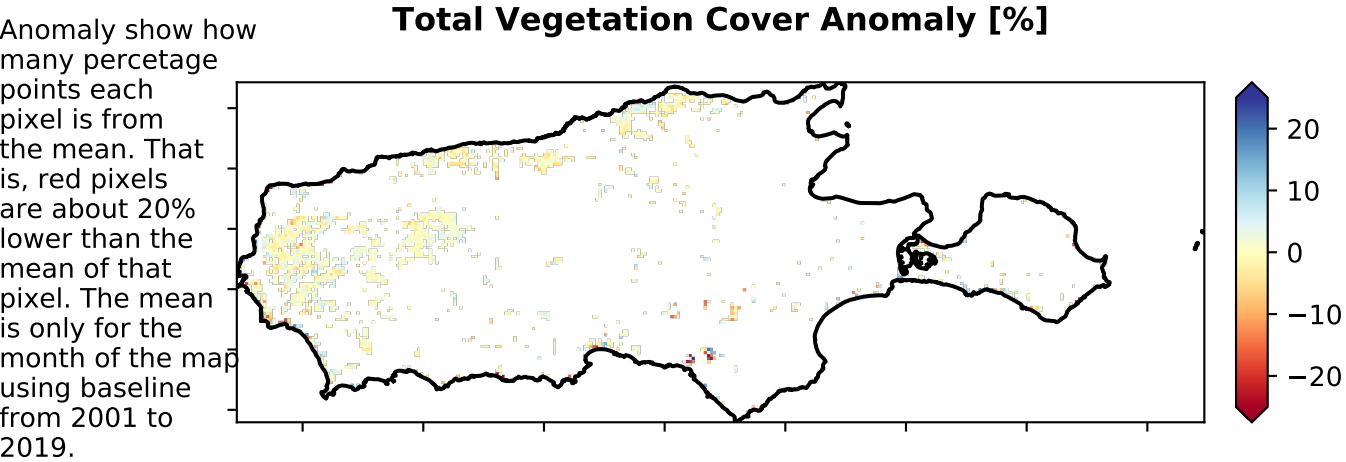 Total Vegetation Cover Anomaly [%]
Anomaly show how
many percetage
points each
pixel is from
the mean. That
is, red pixels
are about 20%
lower than the
mean of that
pixel. The mean
is only for the
month of the map
using baseline
from 2001 to
2019.
20
10
0
−10
−20